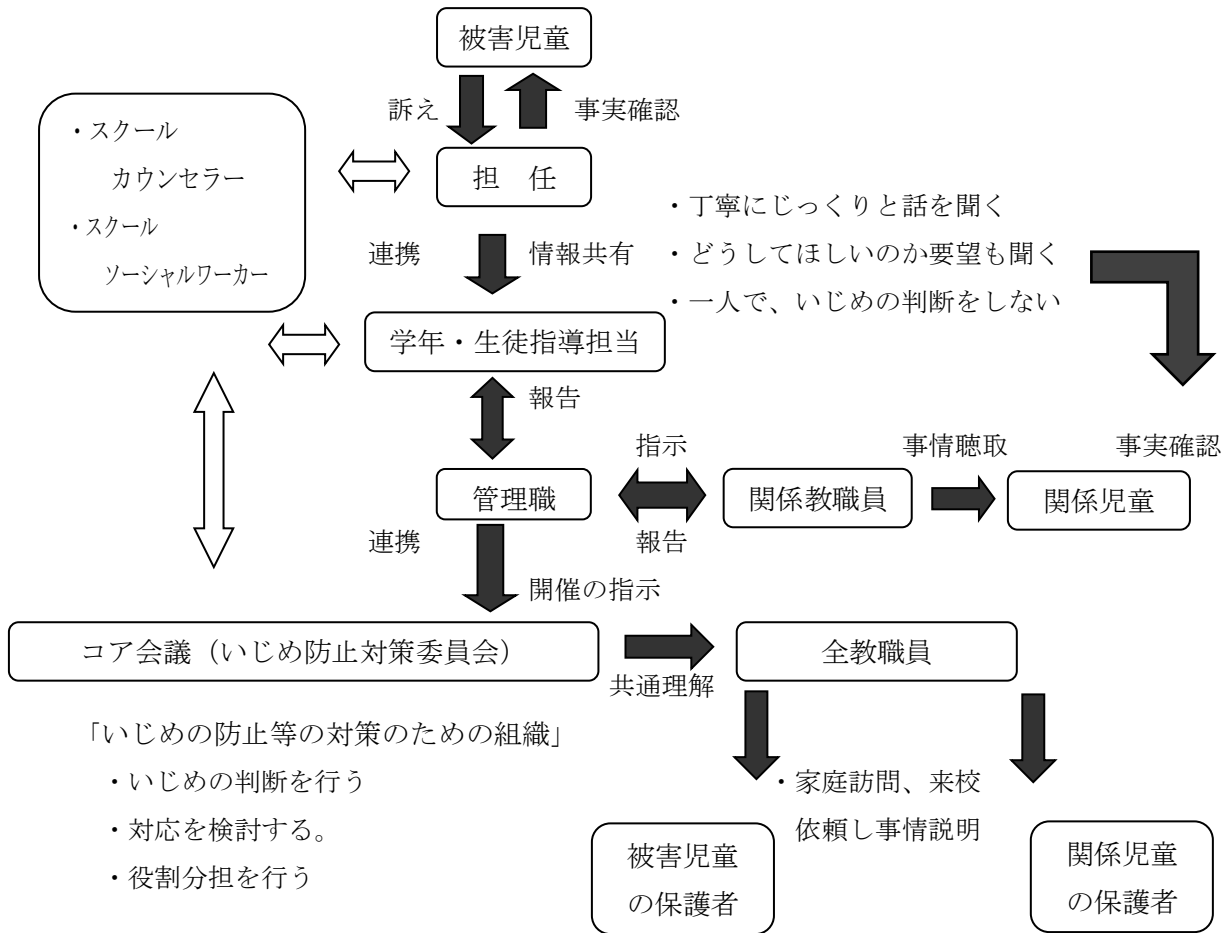 被害児童
訴え
事実確認
・スクール
カウンセラー
・スクール
ソーシャルワーカー
担　任
・丁寧にじっくりと話を聞く
・どうしてほしいのか要望も聞く
・一人で、いじめの判断をしない
連携
情報共有
学年・生徒指導担当
報告
指示
事情聴取
事実確認
管理職
関係教職員
関係児童
連携
報告
開催の指示
コア会議（いじめ防止対策委員会）
全教職員
共通理解
「いじめの防止等の対策のための組織」
・いじめの判断を行う
・対応を検討する。
・役割分担を行う
・家庭訪問、来校
依頼し事情説明
被害児童
の保護者
関係児童
の保護者